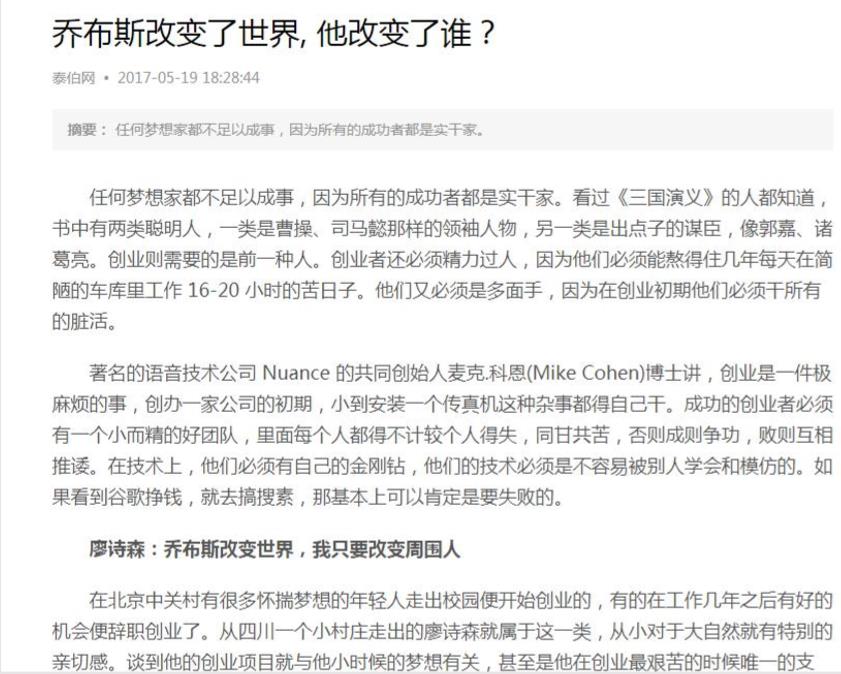 乔布斯改变了世界, 他改变了谁？
泰伯网 • 2017-05-19 18:28:44
摘要： 任何梦想家都不足以成事，因为所有的成功者都是实干家。
任何梦想家都不足以成事，因为所有的成功者都是实干家。看过《三国演义》的人都知道，
书中有两类聪明人，一类是曹操、司马懿那样的领袖人物，另一类是出点子的谋臣，像郭嘉、诸
葛亮。创业则需要的是前一种人。创业者还必须精力过人，因为他们必须能熬得住几年每天在简
陋的车库里工作 16-20 小时的苦日子。他们又必须是多面手，因为在创业初期他们必须干所有
的脏活。
著名的语音技术公司 Nuance 的共同创始人麦克.科恩(Mike Cohen)博士讲，创业是一件极
麻烦的事，创办一家公司的初期，小到安装一个传真机这种杂事都得自己干。成功的创业者必须
有一个小而精的好团队，里面每个人都得不计较个人得失，同甘共苦，否则成则争功，败则互相
推诿。在技术上，他们必须有自己的金刚钻，他们的技术必须是不容易被别人学会和模仿的。如
果看到谷歌挣钱，就去搞搜素，那基本上可以肯定是要失败的。
廖诗森：乔布斯改变世界，我只要改变周围人
在北京中关村有很多怀揣梦想的年轻人走出校园便开始创业的，有的在工作几年之后有好的
机会便辞职创业了。从四川一个小村庄走出的廖诗森就属于这一类，从小对于大自然就有特别的
亲切感。谈到他的创业项目就与他小时候的梦想有关，甚至是他在创业最艰苦的时候唯一的支